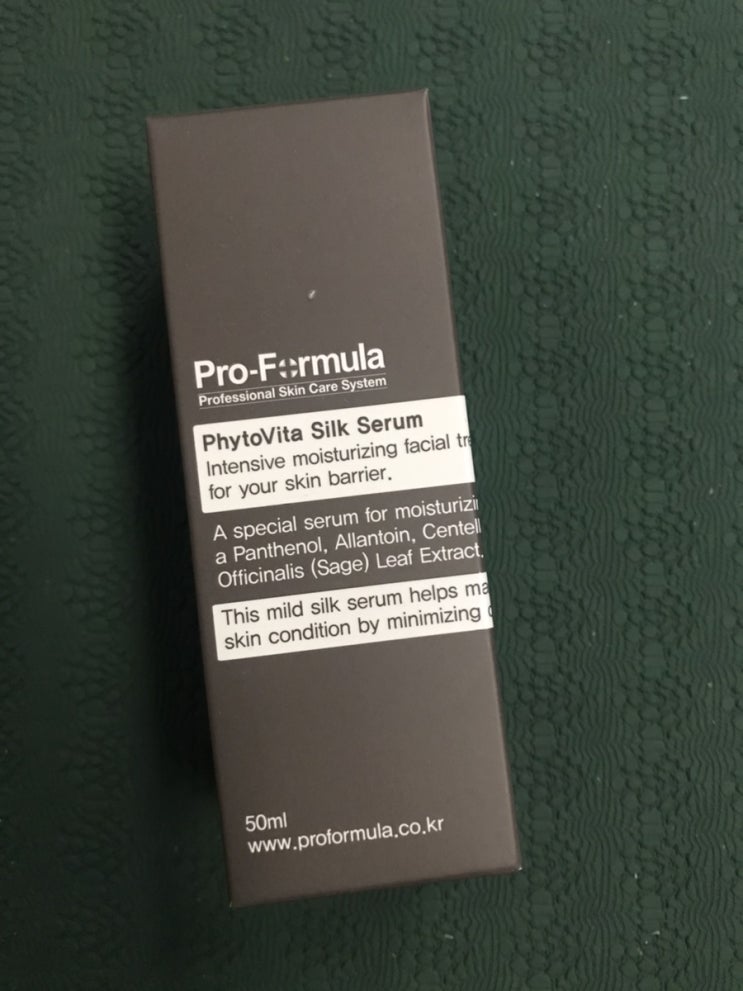 Pro-Formula
Professional Skin Care System
PhytoVita Silk Serum
Intensive moisturizing facial
for your skin barrier.
A special serum for
a Panthenol, Allantoin,
Officinalis (Sage) Leaf Extract.
This mild silk serum helps
skin condition by minimizing
50ml
www.proformula.co.kr